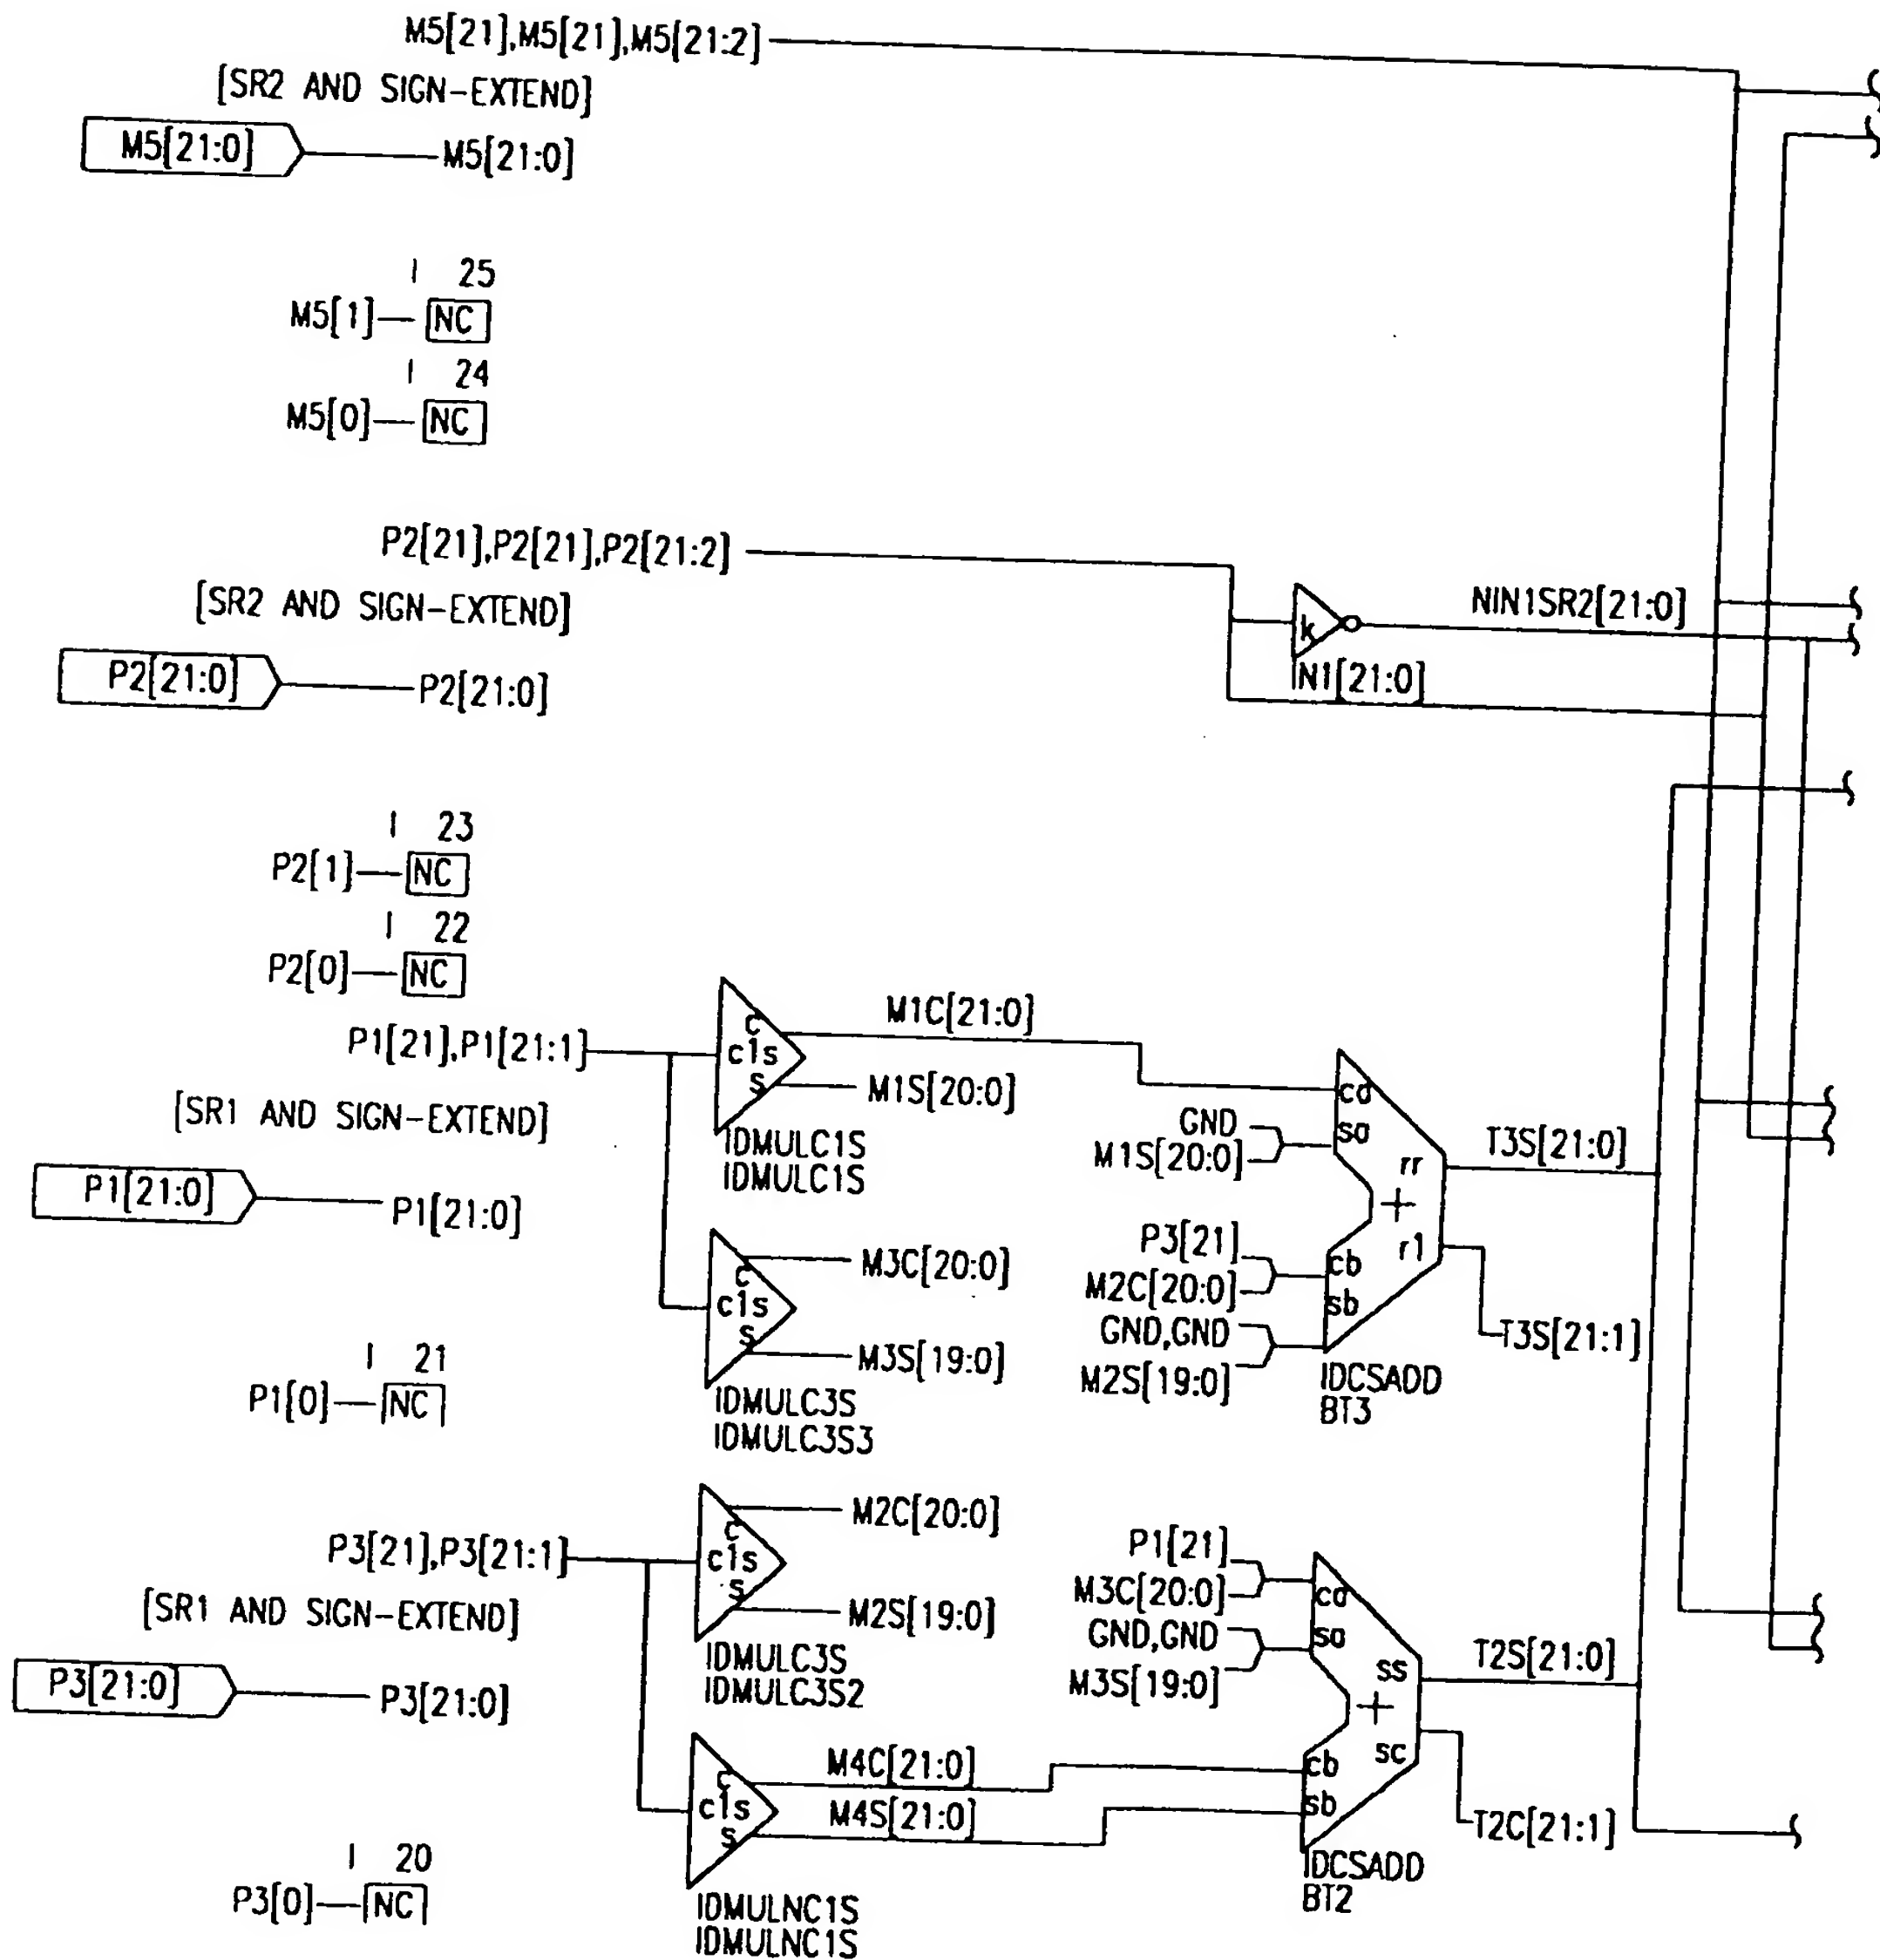 M5[21],M5[21],M5[21:2]
[SR2 AND SIGN-EXTEND]
M5[21:0]
M5[21:0]
I 25
M5[1]
NC
I 24
M5[0]
NC
P2[21],P2[21],P2[21:2]
[SR2 AND SIGN-EXTEND]
k
NIN1SR2[21:0]
IN1[21:0]
P2[21:0]
P2[21:0]
I 23
P2[1]
NC
I 22
P2[0]
NC
P1[21],P1[21:1]
[SR1 AND SIGN-EXTEND]
P1[21:0]
P1[21:0]
c
c1s
s
M1C[21:0]
M1S[20:0]
IDMULC1S
IDMULC1S
c
c1s
s
M3C[20:0]
M3S[19:0]
IDMULC3S
IDMULC3S3
I 21
P1[0]
NC
GND
M1S[20:0]
P3[21]
M2C[20:0]
GND,GND
M2S[19:0]
ca
sa
rr
cb
r1
sb
T3S[21:0]
T3S[21:1]
IDCSADD
BT3
P3[21],P3[21:1]
[SR1 AND SIGN-EXTEND]
P3[21:0]
P3[21:0]
c
c1s
s
M2C[20:0]
M2S[19:0]
IDMULC3S
IDMULC3S2
c
c1s
s
M4C[21:0]
M4S[21:0]
IDMULNC1S
IDMULNC1S
I 20
P3[0]
NC
P1[21]
M3C[20:0]
GND,GND
M3S[19:0]
ca
sa
ss
sc
cb
sb
T2S[21:0]
T2C[21:1]
IDCSADD
BT2